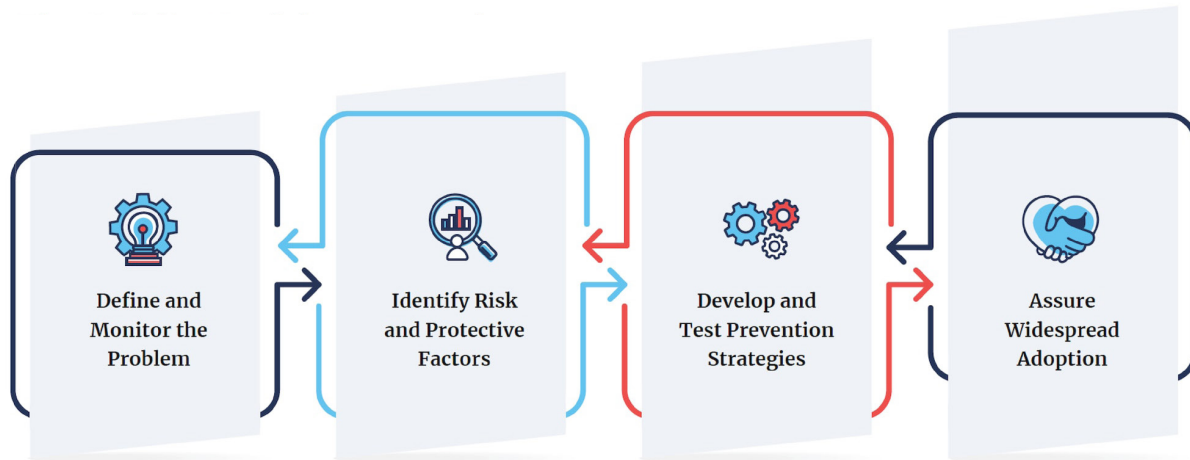 Define and
Monitor the
Problem
Identify Risk
and Protective
Factors
Develop and
Test Prevention
Strategies
Assure
Widespread
Adoption